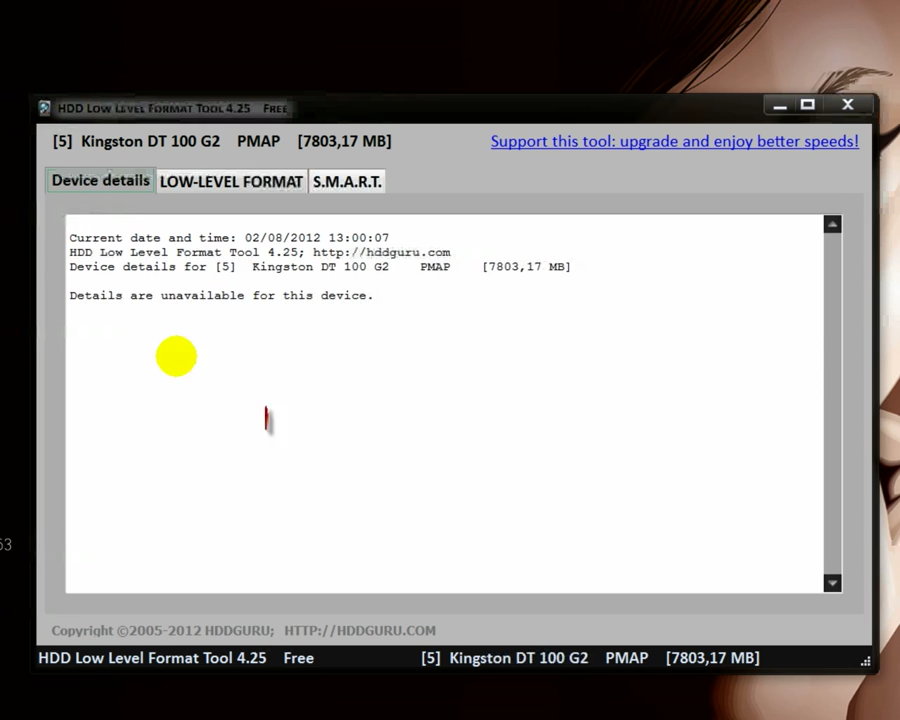 HDD Low Level Format Tool 4.25 Free
[5] Kingston DT 100 G2 PMAP [7803,17 MB]
Support this tool: upgrade and enjoy better speeds!
Device details LOW-LEVEL FORMAT S.M.A.R.T.
Current date and time: 02/08/2012 13:00:07
HDD Low Level Format Tool 4.25; http://hddguru.com
Device details for [5] Kingston DT 100 G2 PMAP [7803,17 MB]
Details are unavailable for this device.
Copyright ©2005-2012 HDDGURU; HTTP://HDDGURU.COM
HDD Low Level Format Tool 4.25 Free [5] Kingston DT 100 G2 PMAP [7803,17 MB]